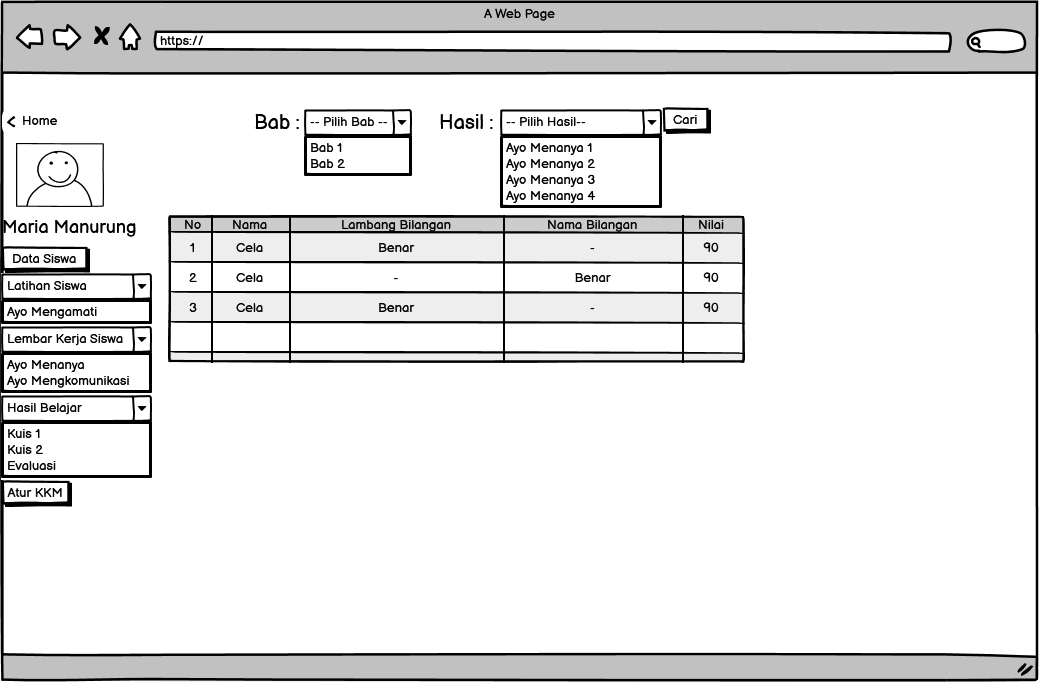 A Web Page
https://
Home
Bab :
-- Pilih Bab --
Bab 1
Bab 2
Hasil :
-- Pilih Hasil--
Ayo Menanya 1
Ayo Menanya 2
Ayo Menanya 3
Ayo Menanya 4
Cari
Maria Manurung
Data Siswa
Latihan Siswa
Ayo Mengamati
Lembar Kerja Siswa
Ayo Menanya
Ayo Mengkomunikasi
Hasil Belajar
Kuis 1
Kuis 2
Evaluasi
Atur KKM
No Nama Lambang Bilangan Nama Bilangan Nilai
1 Cela Benar - 90
2 Cela - Benar 90
3 Cela Benar - 90